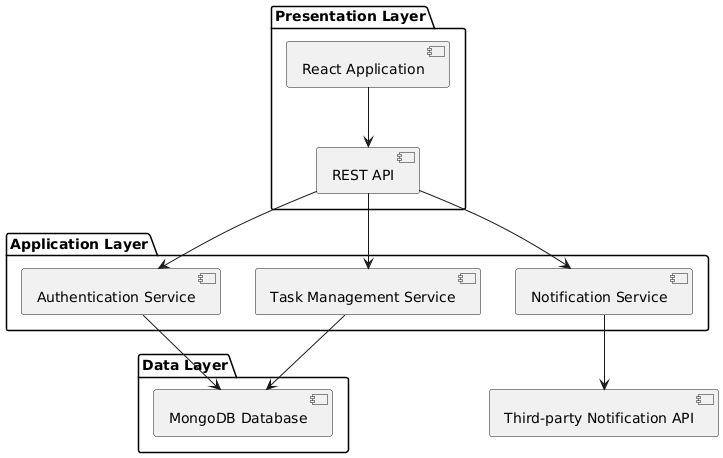 Presentation Layer
React Application
REST API
Application Layer
Authentication Service
Task Management Service
Notification Service
Data Layer
MongoDB Database
Third-party Notification API